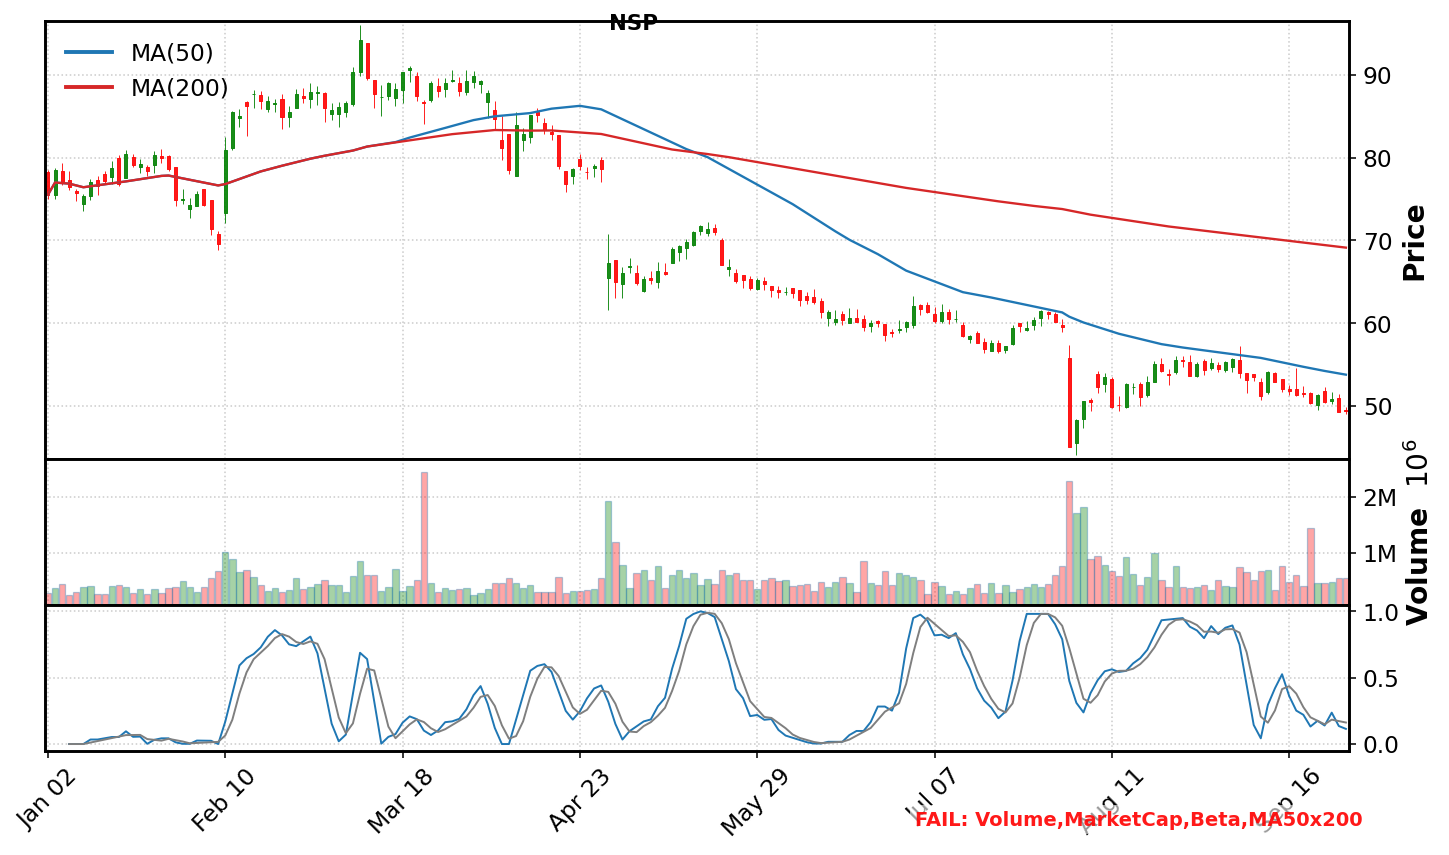 NSP
MA(50)
MA(200)
90
80
70
60
50
Price
10^6
2M
1M
Volume
1.0
0.5
0.0
Jan 02
Feb 10
Mar 18
Apr 23
May 29
Jul 07
Aug 11
Sep 16
FAIL: Volume,MarketCap,Beta,MA50x200